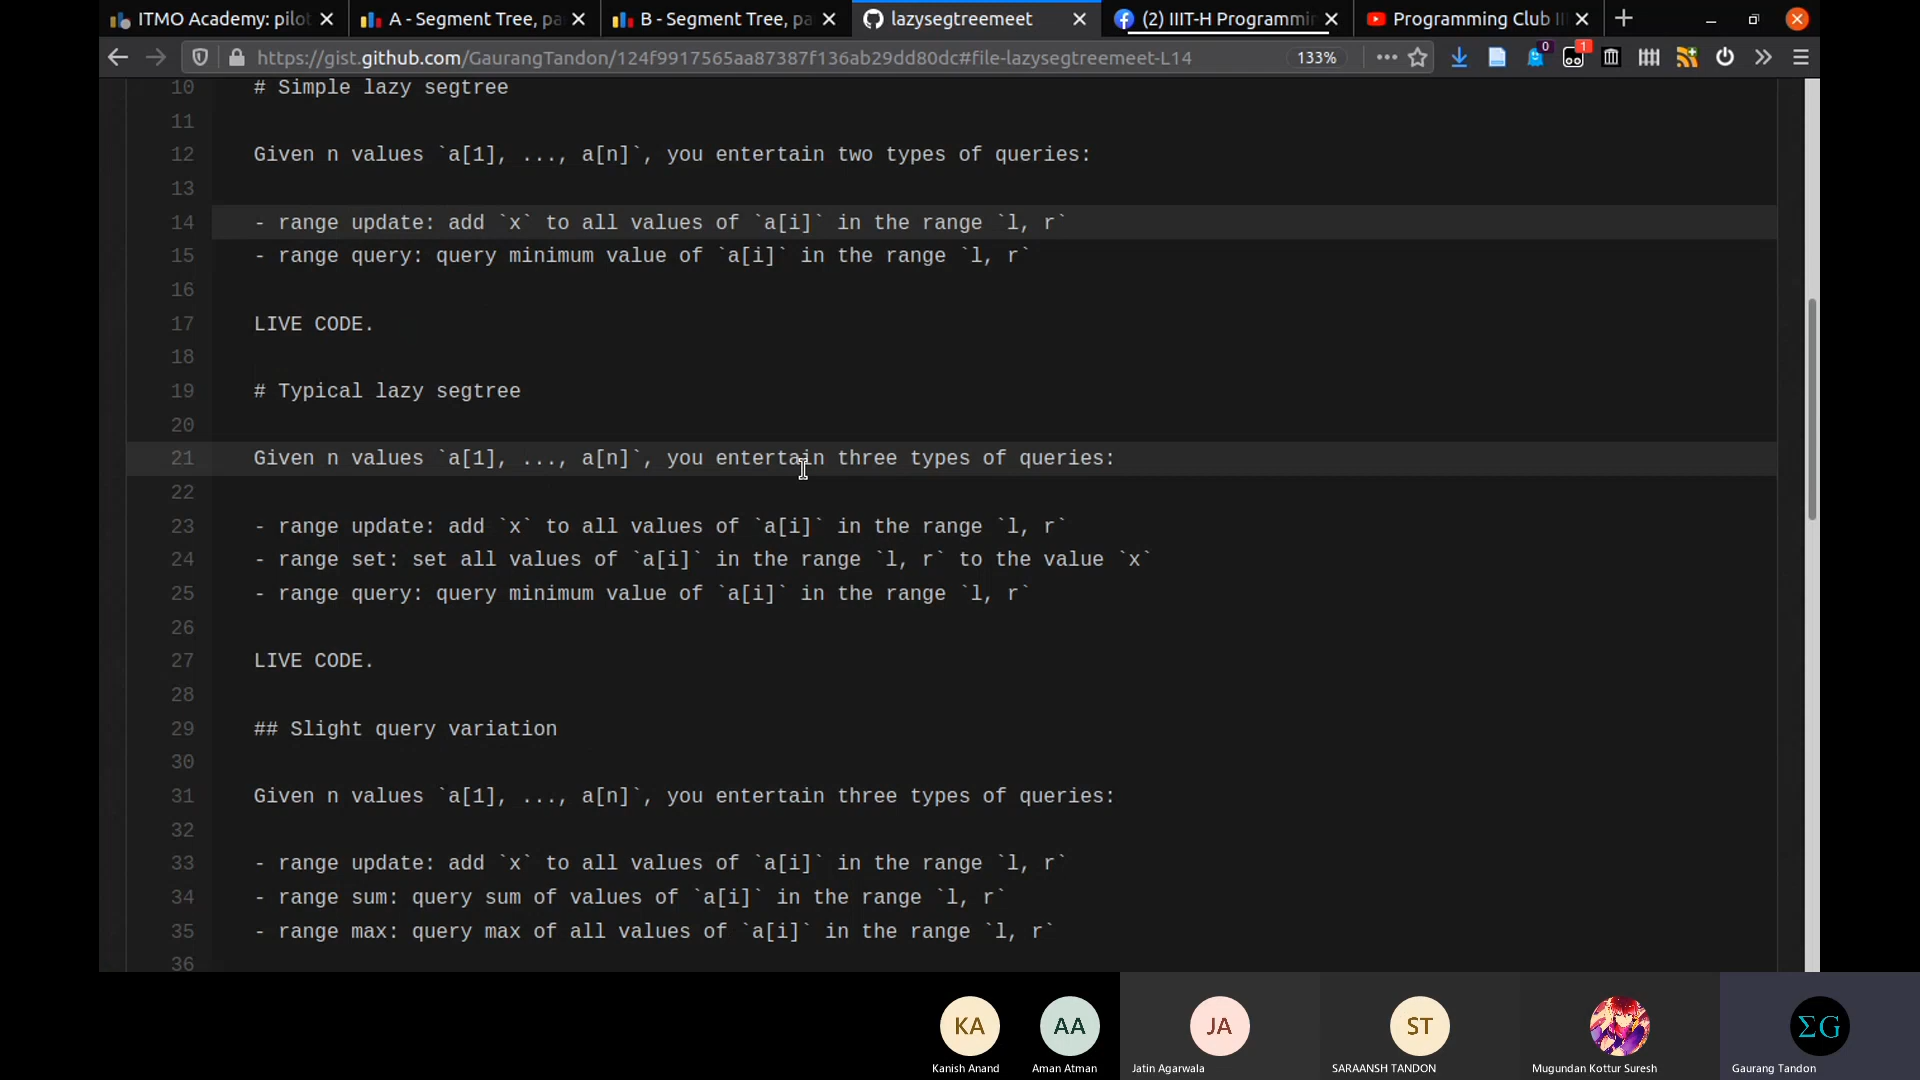 ITMO Academy: pilot
A - Segment Tree, pa
B - Segment Tree, pa
lazysegtreemeet
(2) IIIT-H Programmin
Programming Club II
https://gist.github.com/GaurangTandon/124f9917565aa87387f136ab29dd80dc#file-lazysegtreemeet-L14
133%
0
1
10 # Simple lazy segtree
11
12 Given n values `a[1], ..., a[n]`, you entertain two types of queries:
13
14 - range update: add `x` to all values of `a[i]` in the range `l, r`
15 - range query: query minimum value of `a[i]` in the range `l, r`
16
17 LIVE CODE.
18
19 # Typical lazy segtree
20
21 Given n values `a[1], ..., a[n]`, you entertain three types of queries:
22
23 - range update: add `x` to all values of `a[i]` in the range `l, r`
24 - range set: set all values of `a[i]` in the range `l, r` to the value `x`
25 - range query: query minimum value of `a[i]` in the range `l, r`
26
27 LIVE CODE.
28
29 ## Slight query variation
30
31 Given n values `a[1], ..., a[n]`, you entertain three types of queries:
32
33 - range update: add `x` to all values of `a[i]` in the range `l, r`
34 - range sum: query sum of values of `a[i]` in the range `l, r`
35 - range max: query max of all values of `a[i]` in the range `l, r`
36
KA
AA
JA
ST
ΣG
Kanish Anand
Aman Atman
Jatin Agarwala
SARAANSH TANDON
Mugundan Kottur Suresh
Gaurang Tandon